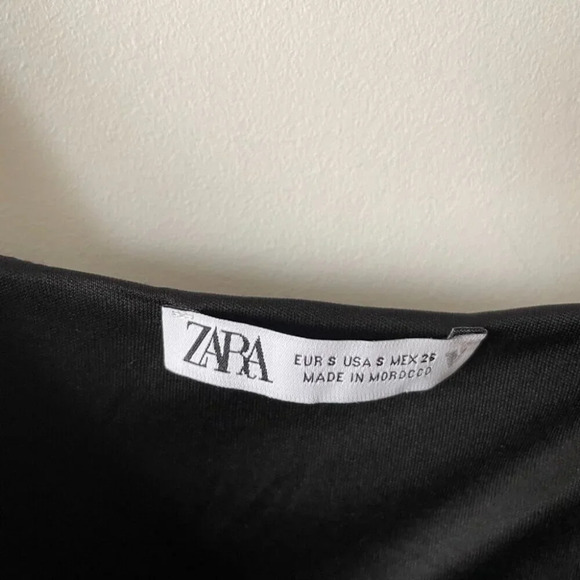 ZARA
EUR S USA S MEX 26
MADE IN MOROCCO